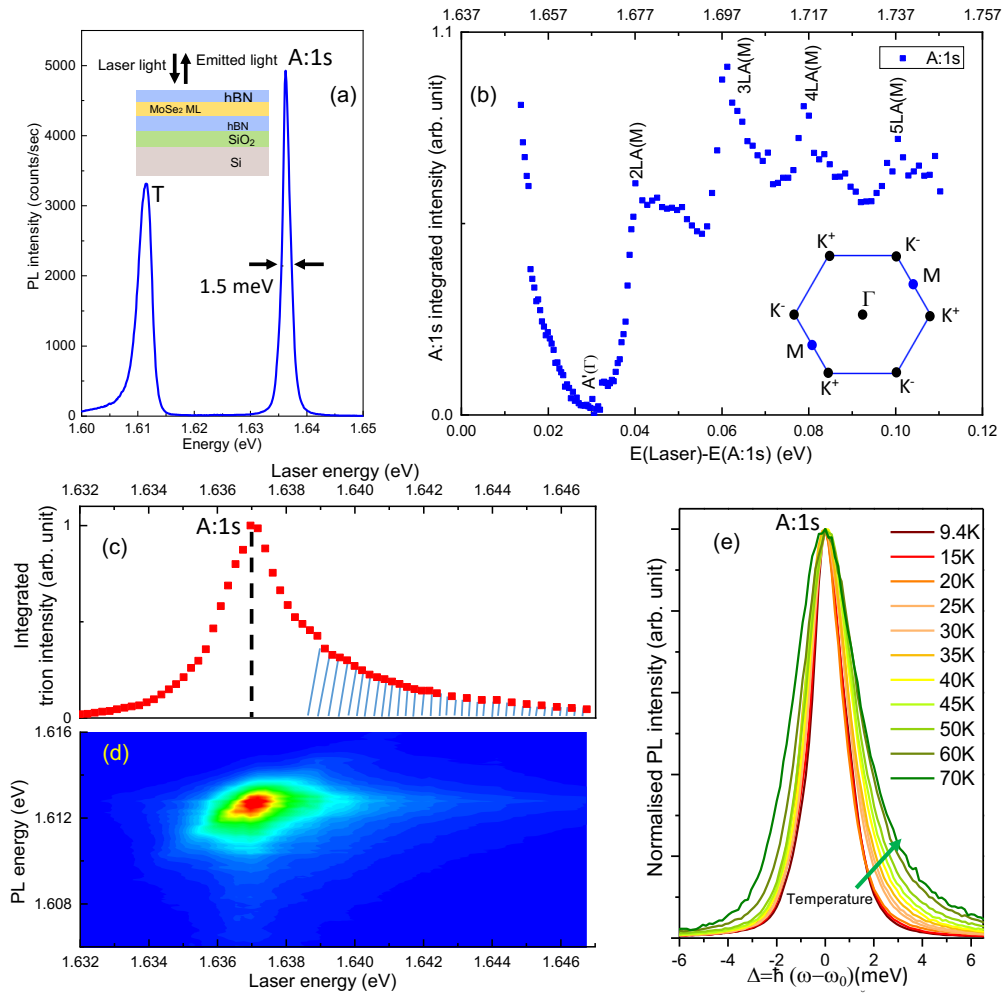 Laser light
Emitted light
A:1s
(a)
hBN
MoSe2 ML
hBN
SiO2
Si
T
1.5 meV
PL intensity (counts/sec)
5000
4000
3000
2000
1000
0
1.60
1.61
1.62
1.63
1.64
1.65
Energy (eV)
1.637
1.657
1.677
1.697
1.717
1.737
1.757
1.1
A:1s
(b)
3LA(M)
4LA(M)
5LA(M)
2LA(M)
A'(Γ)
A:1s integrated intensity (arb. unit)
K+
K-
M
K-
Γ
K+
M
K+
K-
0.0
0.00
0.02
0.04
0.06
0.08
0.10
0.12
E(Laser)-E(A:1s) (eV)
Laser energy (eV)
1.632
1.634
1.636
1.638
1.640
1.642
1.644
1.646
A:1s
(c)
1
0
Integrated
trion intensity (arb. unit)
(d)
1.616
1.612
1.608
PL energy (eV)
1.632
1.634
1.636
1.638
1.640
1.642
1.644
1.646
Laser energy (eV)
A:1s
(e)
9.4K
15K
20K
25K
30K
35K
40K
45K
50K
60K
70K
Normalised PL intensity (arb. unit)
Temperature
-6
-4
-2
0
2
4
6
Δ=ħ (ω−ω0)(meV)